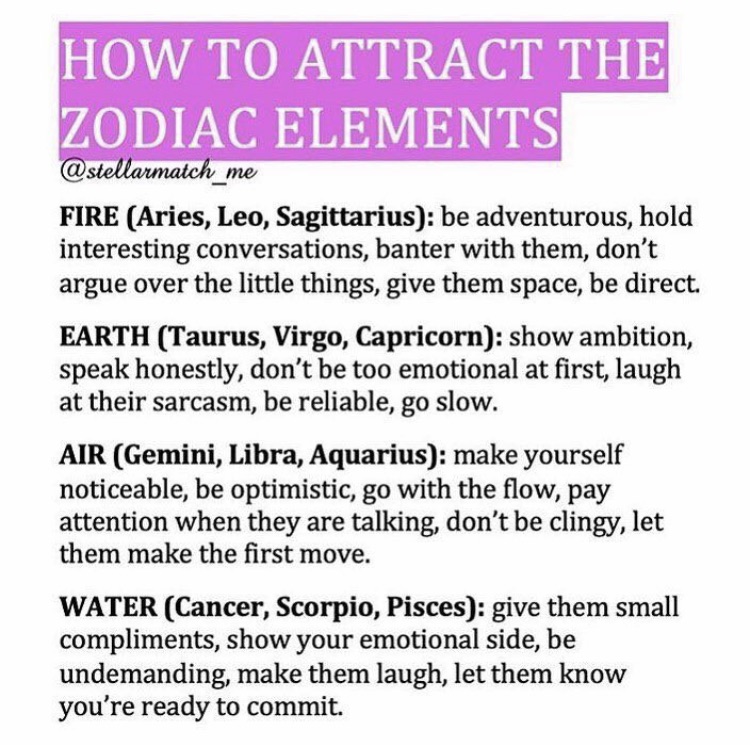 HOW TO ATTRACT THE
ZODIAC ELEMENTS
@stellarmatch_me
FIRE (Aries, Leo, Sagittarius): be adventurous, hold
interesting conversations, banter with them, don’t
argue over the little things, give them space, be direct.
EARTH (Taurus, Virgo, Capricorn): show ambition,
speak honestly, don’t be too emotional at first, laugh
at their sarcasm, be reliable, go slow.
AIR (Gemini, Libra, Aquarius): make yourself
noticeable, be optimistic, go with the flow, pay
attention when they are talking, don’t be clingy, let
them make the first move.
WATER (Cancer, Scorpio, Pisces): give them small
compliments, show your emotional side, be
undemanding, make them laugh, let them know
you’re ready to commit.